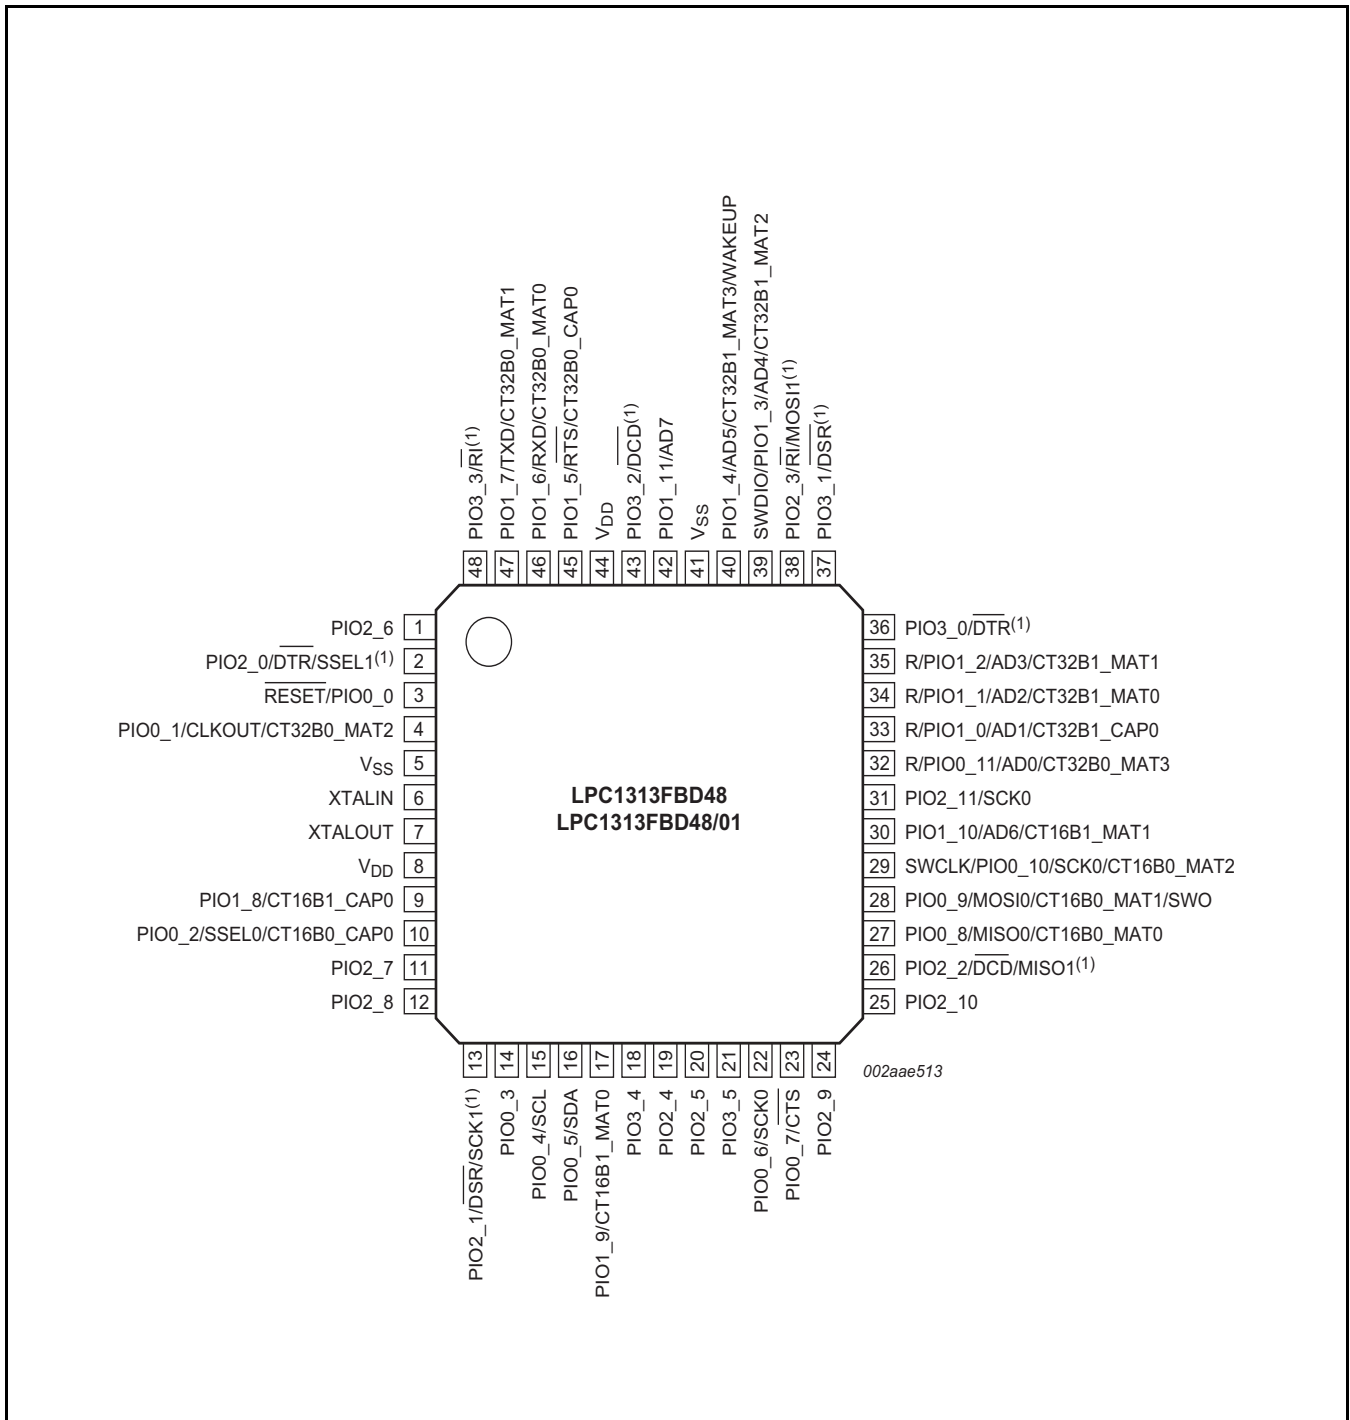 PIO3_3/RI(1)
PIO1_7/TXD/CT32B0_MAT1
PIO1_6/RXD/CT32B0_MAT0
PIO1_5/RTS/CT32B0_CAP0
VDD
PIO3_2/DCD(1)
PIO1_11/AD7
VSS
PIO1_4/AD5/CT32B1_MAT3/WAKEUP
SWDIO/PIO1_3/AD4/CT32B1_MAT2
PIO2_3/RI/MOSI1(1)
PIO3_1/DSR(1)
48 47 46 45 44 43 42 41 40 39 38 37
PIO2_6 1
PIO2_0/DTR/SSEL1(1) 2
RESET/PIO0_0 3
PIO0_1/CLKOUT/CT32B0_MAT2 4
VSS 5
XTALIN 6
XTALOUT 7
VDD 8
PIO1_8/CT16B1_CAP0 9
PIO0_2/SSEL0/CT16B0_CAP0 10
PIO2_7 11
PIO2_8 12
LPC1313FBD48
LPC1313FBD48/01
36 PIO3_0/DTR(1)
35 R/PIO1_2/AD3/CT32B1_MAT1
34 R/PIO1_1/AD2/CT32B1_MAT0
33 R/PIO1_0/AD1/CT32B1_CAP0
32 R/PIO0_11/AD0/CT32B0_MAT3
31 PIO2_11/SCK0
30 PIO1_10/AD6/CT16B1_MAT1
29 SWCLK/PIO0_10/SCK0/CT16B0_MAT2
28 PIO0_9/MOSI0/CT16B0_MAT1/SWO
27 PIO0_8/MISO0/CT16B0_MAT0
26 PIO2_2/DCD/MISO1(1)
25 PIO2_10
13 14 15 16 17 18 19 20 21 22 23 24
PIO2_1/DSR/SCK1(1)
PIO0_3
PIO0_4/SCL
PIO0_5/SDA
PIO1_9/CT16B1_MAT0
PIO3_4
PIO2_4
PIO2_5
PIO3_5
PIO0_6/SCK0
PIO0_7/CTS
PIO2_9
002aae513